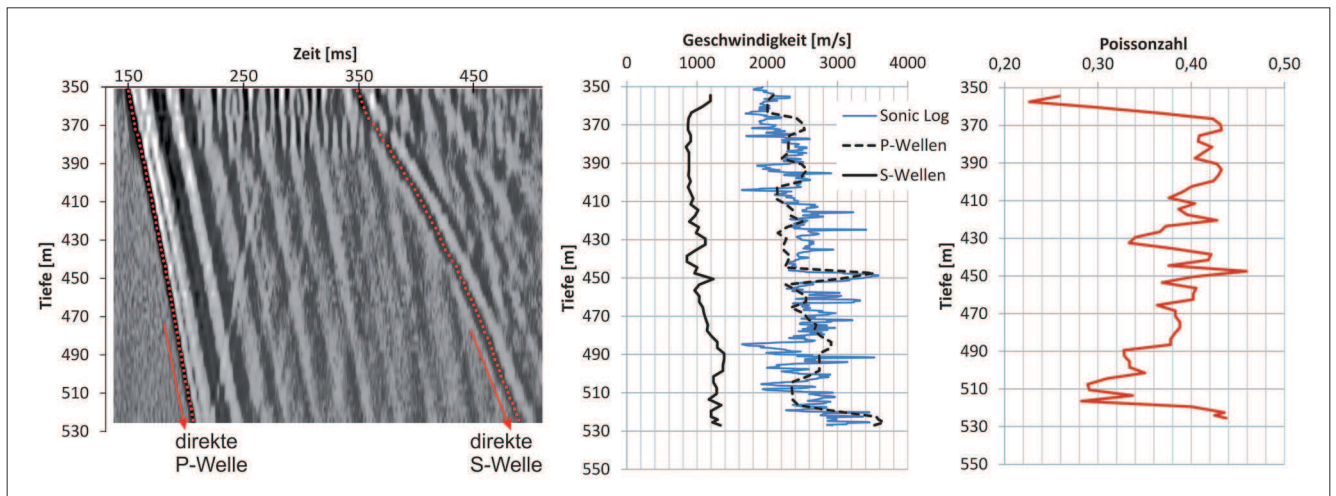 Zeit [ms]
150 250 350 450
Tiefe [m]
350
370
390
410
430
450
470
490
510
530
direkte
P-Welle
direkte
S-Welle
Geschwindigkeit [m/s]
0 1000 2000 3000 4000
Tiefe [m]
350
370
390
410
430
450
470
490
510
530
550
Sonic Log
P-Wellen
S-Wellen
Poissonzahl
0,20 0,30 0,40 0,50
Tiefe [m]
350
370
390
410
430
450
470
490
510
530
550